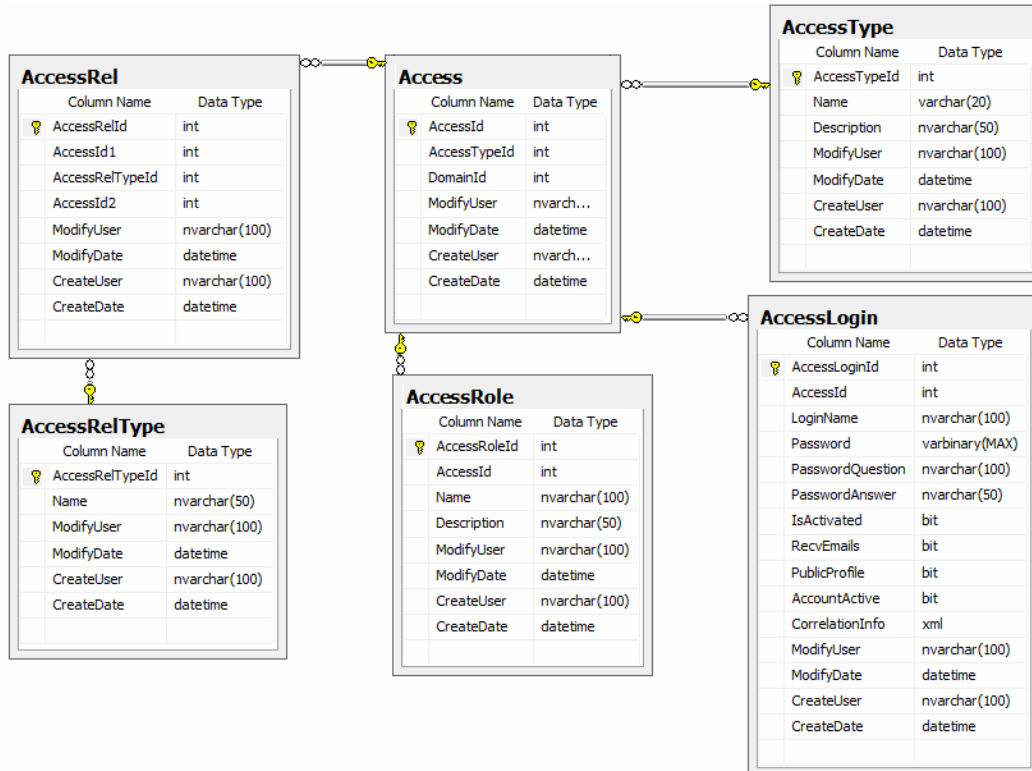 AccessRel
Column Name Data Type
AccessRelId int
AccessId1 int
AccessRelTypeId int
AccessId2 int
ModifyUser nvarchar(100)
ModifyDate datetime
CreateUser nvarchar(100)
CreateDate datetime
Access
Column Name Data Type
AccessId int
AccessTypeId int
DomainId int
ModifyUser nvarch...
ModifyDate datetime
CreateUser nvarch...
CreateDate datetime
AccessType
Column Name Data Type
AccessTypeId int
Name varchar(20)
Description nvarchar(50)
ModifyUser nvarchar(100)
ModifyDate datetime
CreateUser nvarchar(100)
CreateDate datetime
AccessRelType
Column Name Data Type
AccessRelTypeId int
Name nvarchar(50)
ModifyUser nvarchar(100)
ModifyDate datetime
CreateUser nvarchar(100)
CreateDate datetime
AccessRole
Column Name Data Type
AccessRoleId int
AccessId int
Name nvarchar(100)
Description nvarchar(50)
ModifyUser nvarchar(100)
ModifyDate datetime
CreateUser nvarchar(100)
CreateDate datetime
AccessLogin
Column Name Data Type
AccessLoginId int
AccessId int
LoginName nvarchar(100)
Password varbinary(MAX)
PasswordQuestion nvarchar(100)
PasswordAnswer nvarchar(50)
IsActivated bit
RecvEmails bit
PublicProfile bit
AccountActive bit
CorrelationInfo xml
ModifyUser nvarchar(100)
ModifyDate datetime
CreateUser nvarchar(100)
CreateDate datetime